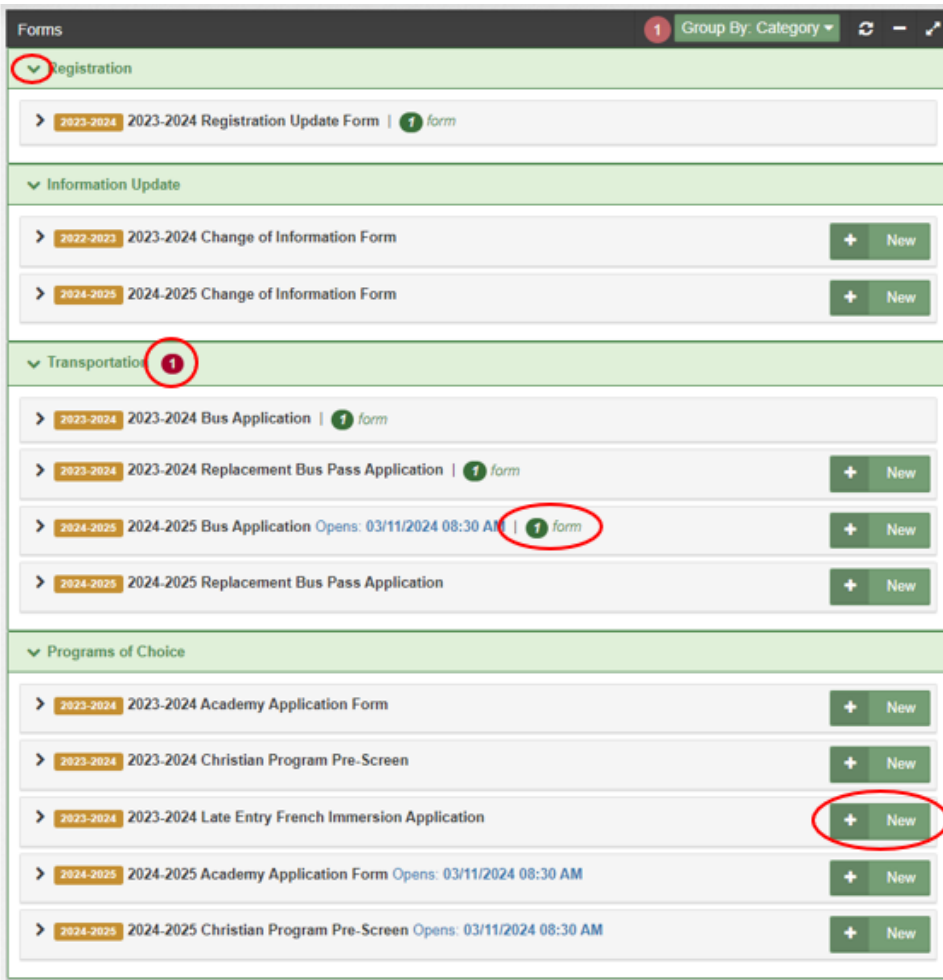 Forms 1 Group By: Category
Registration
2023-2024 2023-2024 Registration Update Form | 1 form
Information Update
2022-2023 2023-2024 Change of Information Form + New
2024-2025 2024-2025 Change of Information Form + New
Transportation 1
2023-2024 2023-2024 Bus Application | 1 form
2023-2024 2023-2024 Replacement Bus Pass Application | 1 form + New
2024-2025 2024-2025 Bus Application Opens: 03/11/2024 08:30 AM | 1 form + New
2024-2025 2024-2025 Replacement Bus Pass Application + New
Programs of Choice
2023-2024 2023-2024 Academy Application Form + New
2023-2024 2023-2024 Christian Program Pre-Screen + New
2023-2024 2023-2024 Late Entry French Immersion Application + New
2024-2025 2024-2025 Academy Application Form Opens: 03/11/2024 08:30 AM + New
2024-2025 2024-2025 Christian Program Pre-Screen Opens: 03/11/2024 08:30 AM + New